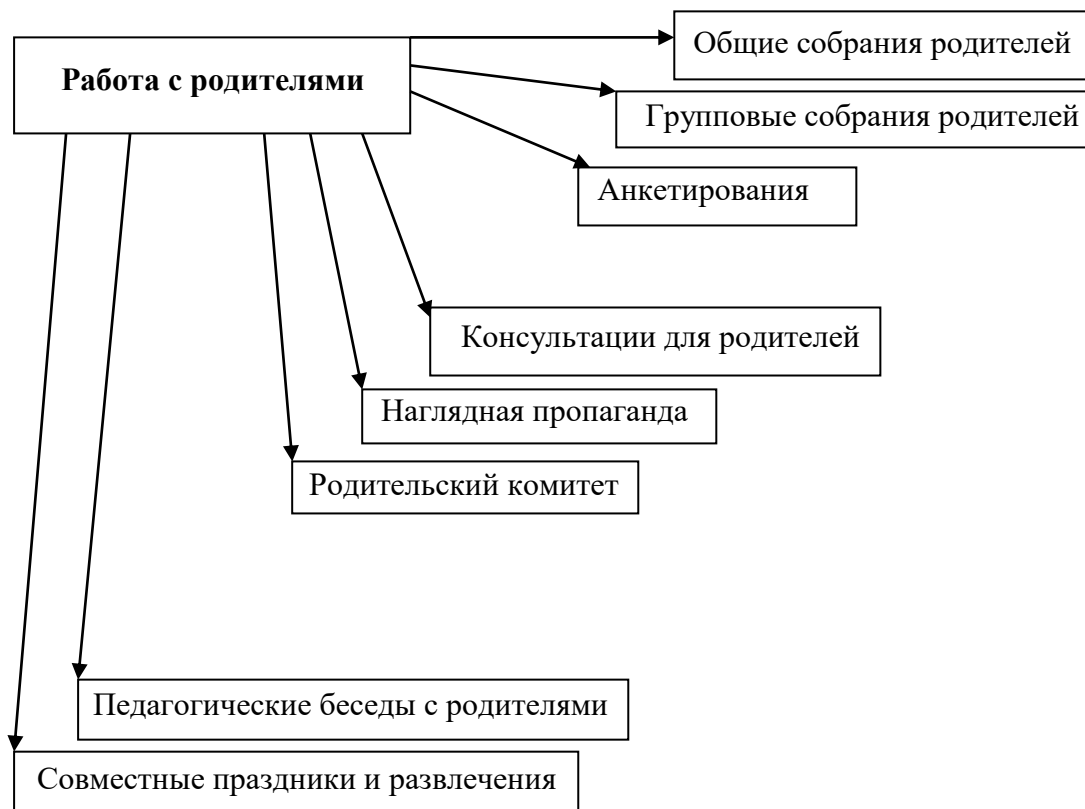 Общие собрания родителей
Работа с родителями
Групповые собрания родителей
Анкетирования
Консультации для родителей
Наглядная пропаганда
Родительский комитет
Педагогические беседы с родителями
Совместные праздники и развлечения